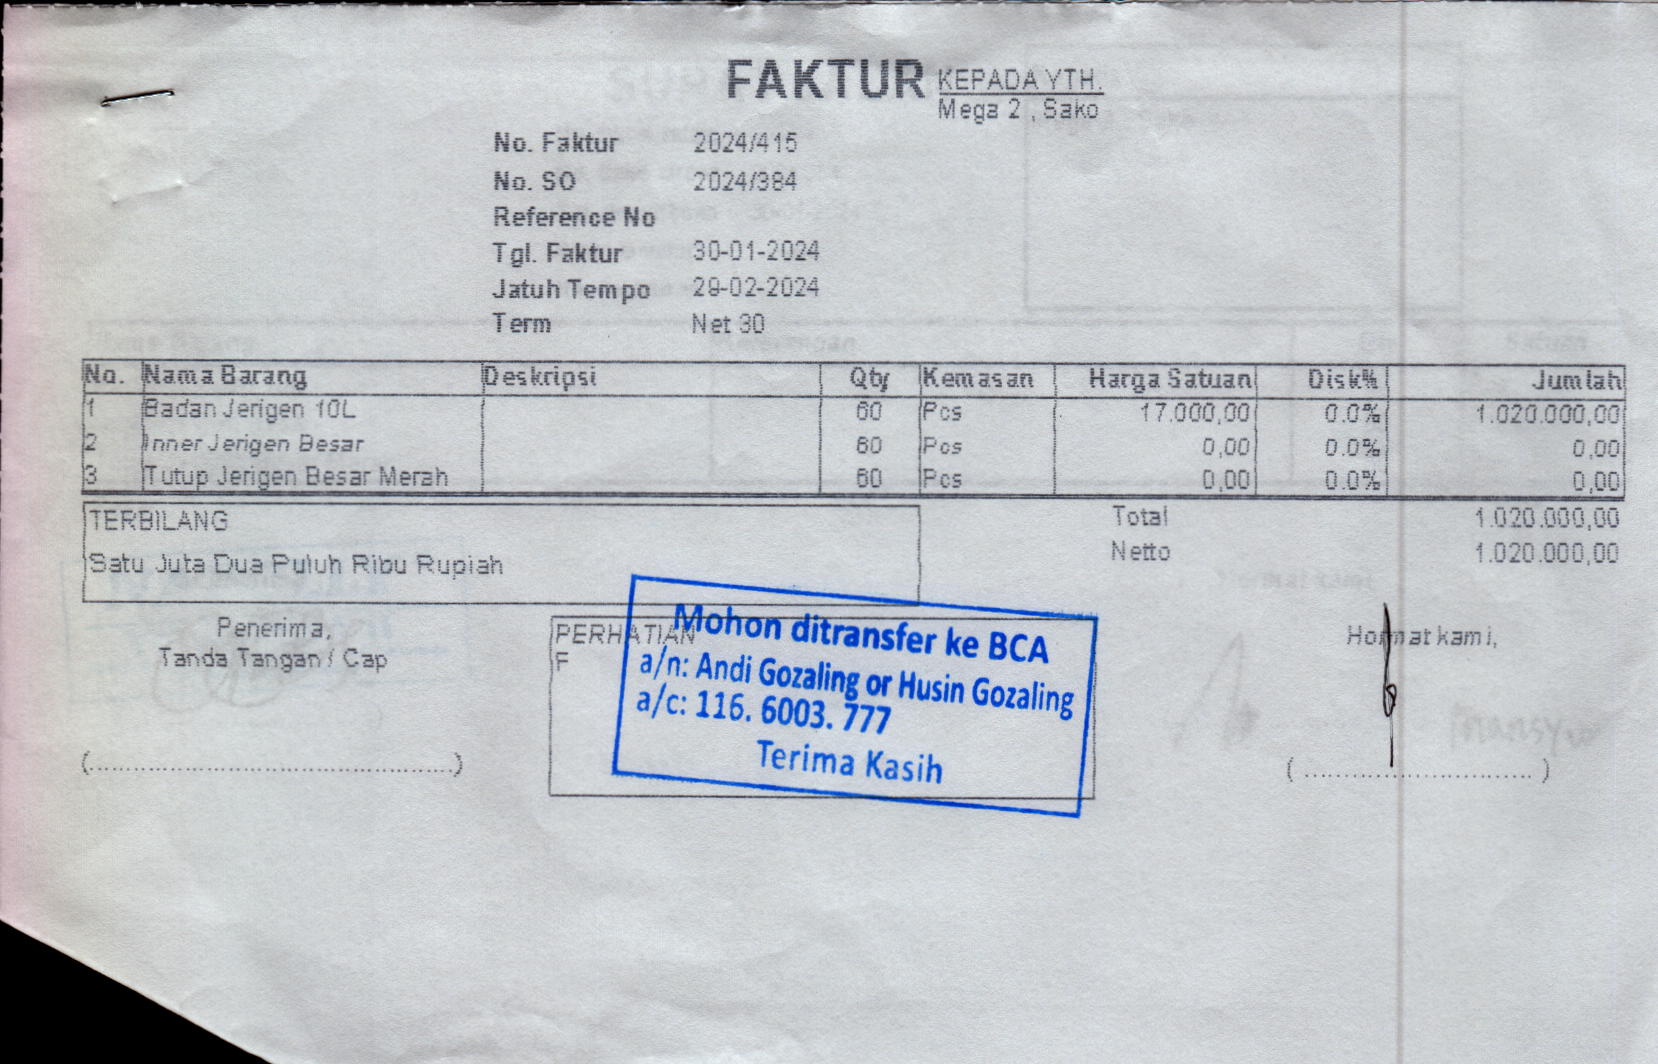 FAKTUR
KEPADA YTH.
Mega 2 , Sako
No. Faktur 2024/415
No. SO 2024/384
Reference No
Tgl. Faktur 30-01-2024
Jatuh Tempo 29-02-2024
Term Net 30
No. Nama Barang Deskripsi Qty Kemasan Harga Satuan Disk% Jumlah
1 Badan Jerigen 10L 60 Pcs 17.000,00 0.0% 1.020.000,00
2 Inner Jerigen Besar 60 Pcs 0,00 0.0% 0,00
3 Tutup Jerigen Besar Merah 60 Pcs 0,00 0.0% 0,00
TERBILANG
Satu Juta Dua Puluh Ribu Rupiah
Total 1.020.000,00
Netto 1.020.000,00
Penerima,
Tanda Tangan / Cap
(....................................................)
PERHATIAN
F
Mohon ditransfer ke BCA
a/n: Andi Gozaling or Husin Gozaling
a/c: 116. 6003. 777
Terima Kasih
Hormat kami,
( ................................ )